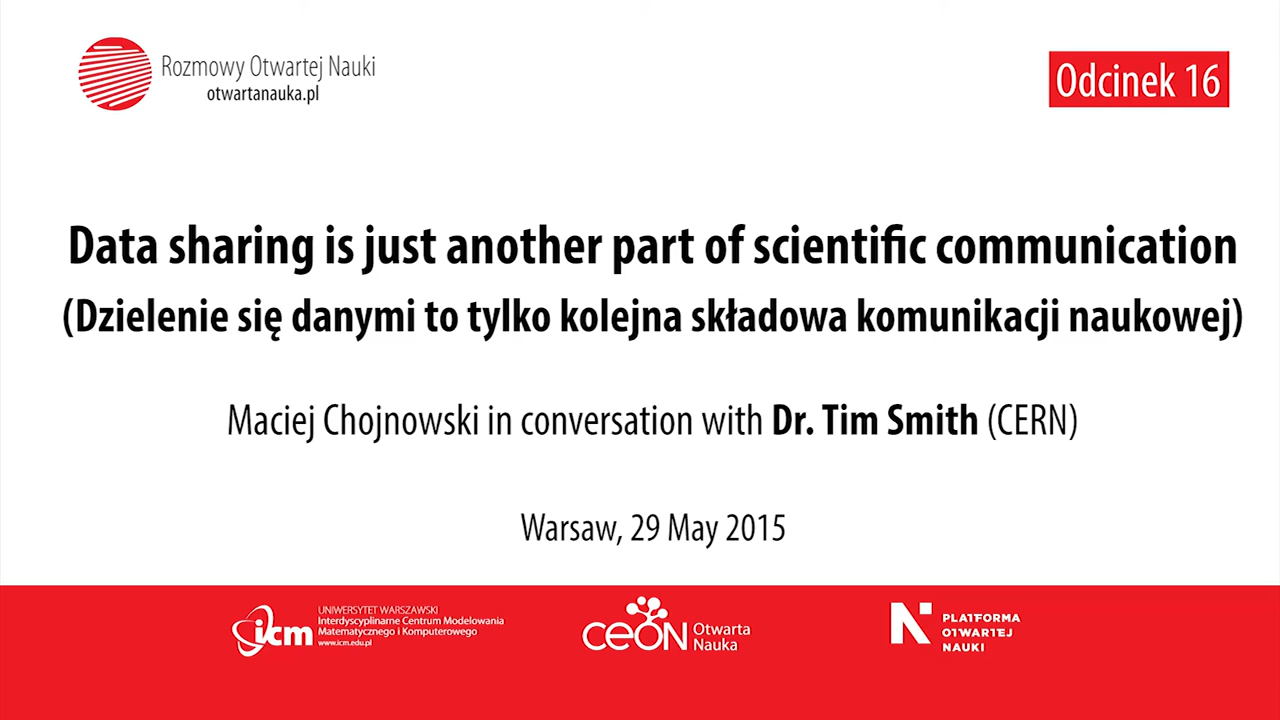 Rozmowy Otwartej Nauki
otwartanauka.pl
Odcinek 16
Data sharing is just another part of scientific communication
(Dzielenie się danymi to tylko kolejna składowa komunikacji naukowej)
Maciej Chojnowski in conversation with Dr. Tim Smith (CERN)
Warsaw, 29 May 2015
icm
UNIWERSYTET WARSZAWSKI
Interdyscyplinarne Centrum Modelowania
Matematycznego i Komputerowego
www.icm.edu.pl
CeON
Otwarta
Nauka
N
PLATFORMA
OTWARTEJ
NAUKI